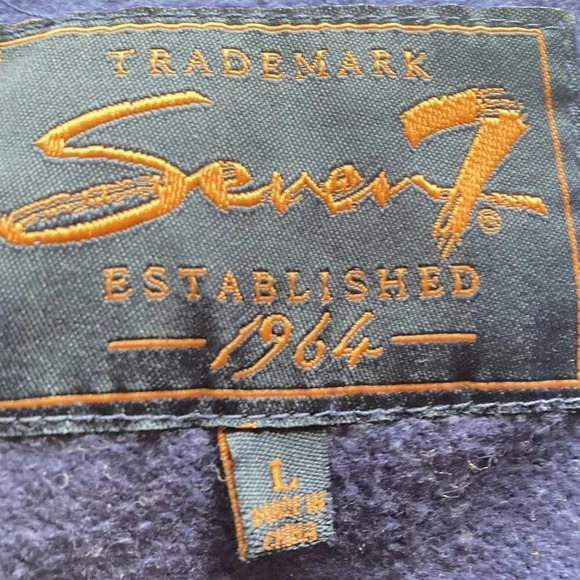 TRADEMARK
Seven7®
ESTABLISHED
1964
L
MADE IN
CHINA